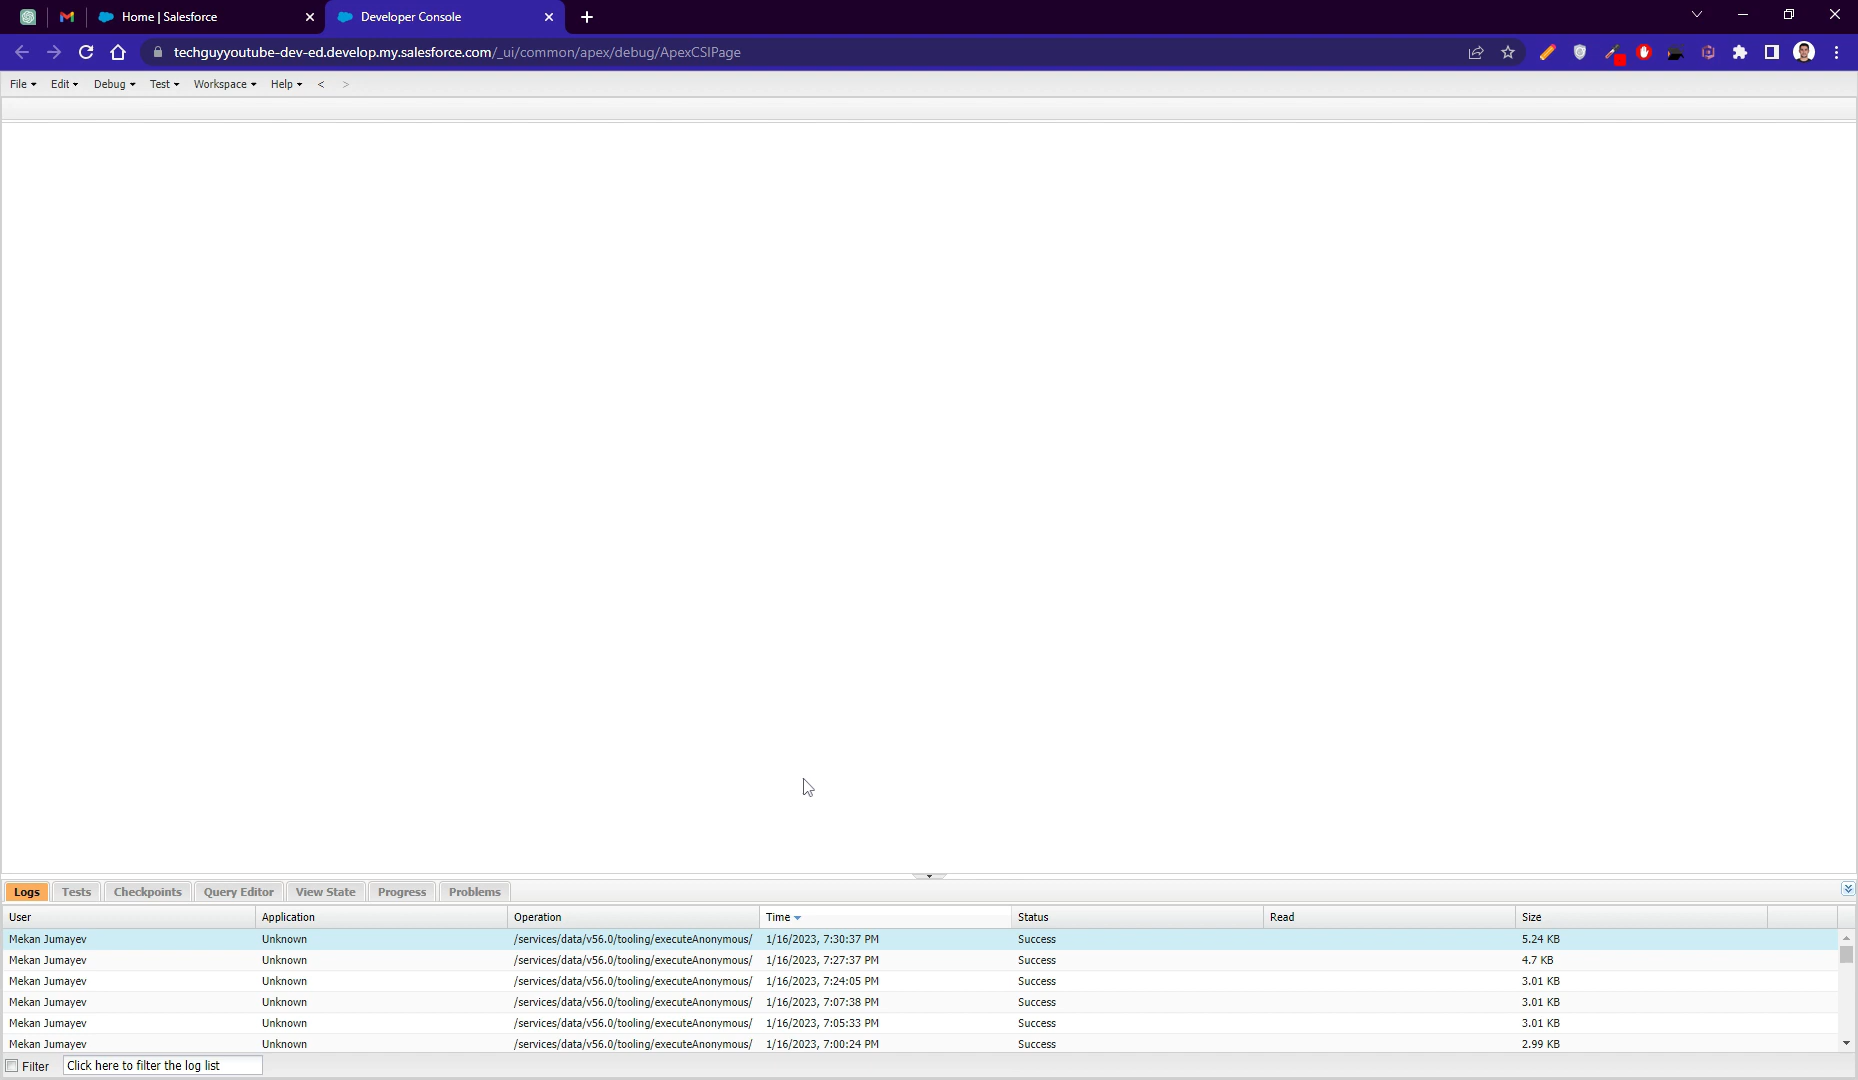 Home | Salesforce
Developer Console
techguyyoutube-dev-ed.develop.my.salesforce.com/_ui/common/apex/debug/ApexCSIPage
File Edit Debug Test Workspace Help < >
Logs Tests Checkpoints Query Editor View State Progress Problems
User Application Operation Time Status Read Size
Mekan Jumayev Unknown /services/data/v56.0/tooling/executeAnonymous/ 1/16/2023, 7:30:37 PM Success 5.24 KB
Mekan Jumayev Unknown /services/data/v56.0/tooling/executeAnonymous/ 1/16/2023, 7:27:37 PM Success 4.7 KB
Mekan Jumayev Unknown /services/data/v56.0/tooling/executeAnonymous/ 1/16/2023, 7:24:05 PM Success 3.01 KB
Mekan Jumayev Unknown /services/data/v56.0/tooling/executeAnonymous/ 1/16/2023, 7:07:38 PM Success 3.01 KB
Mekan Jumayev Unknown /services/data/v56.0/tooling/executeAnonymous/ 1/16/2023, 7:05:33 PM Success 3.01 KB
Mekan Jumayev Unknown /services/data/v56.0/tooling/executeAnonymous/ 1/16/2023, 7:00:24 PM Success 2.99 KB
Filter Click here to filter the log list